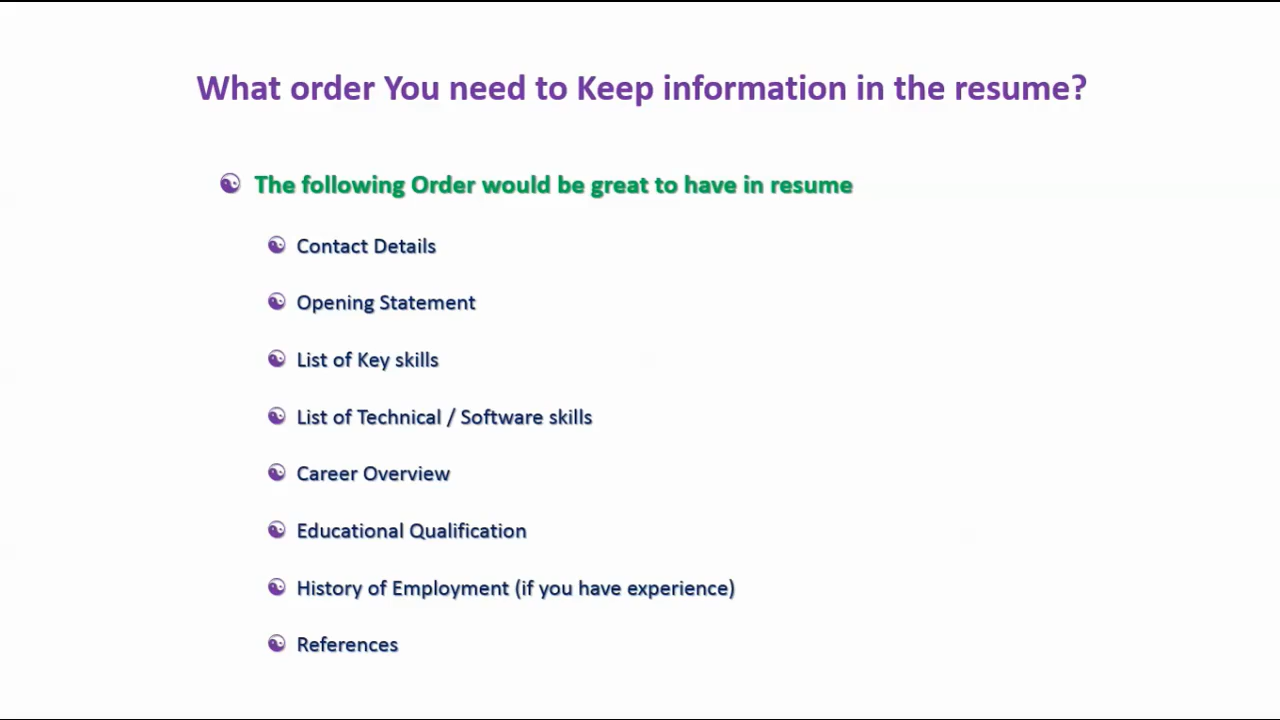 What order You need to Keep information in the resume?
The following Order would be great to have in resume
Contact Details
Opening Statement
List of Key skills
List of Technical / Software skills
Career Overview
Educational Qualification
History of Employment (if you have experience)
References